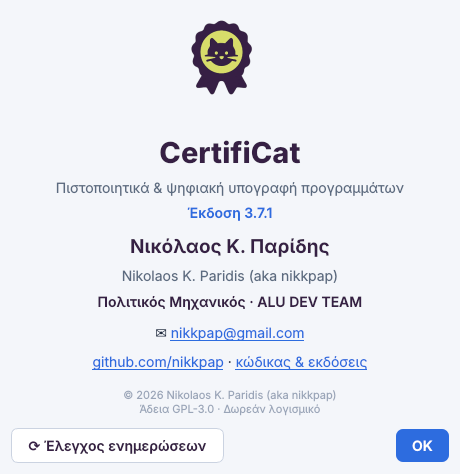 CertifiCat
Πιστοποιητικά & ψηφιακή υπογραφή προγραμμάτων
Έκδοση 3.7.1
Νικόλαος Κ. Παρίδης
Nikolaos K. Paridis (aka nikkpap)
Πολιτικός Μηχανικός · ALU DEV TEAM
✉ nikkpap@gmail.com
github.com/nikkpap · κώδικας & εκδόσεις
© 2026 Nikolaos K. Paridis (aka nikkpap)
Άδεια GPL-3.0 · Δωρεάν λογισμικό
⟳ Έλεγχος ενημερώσεων
OK